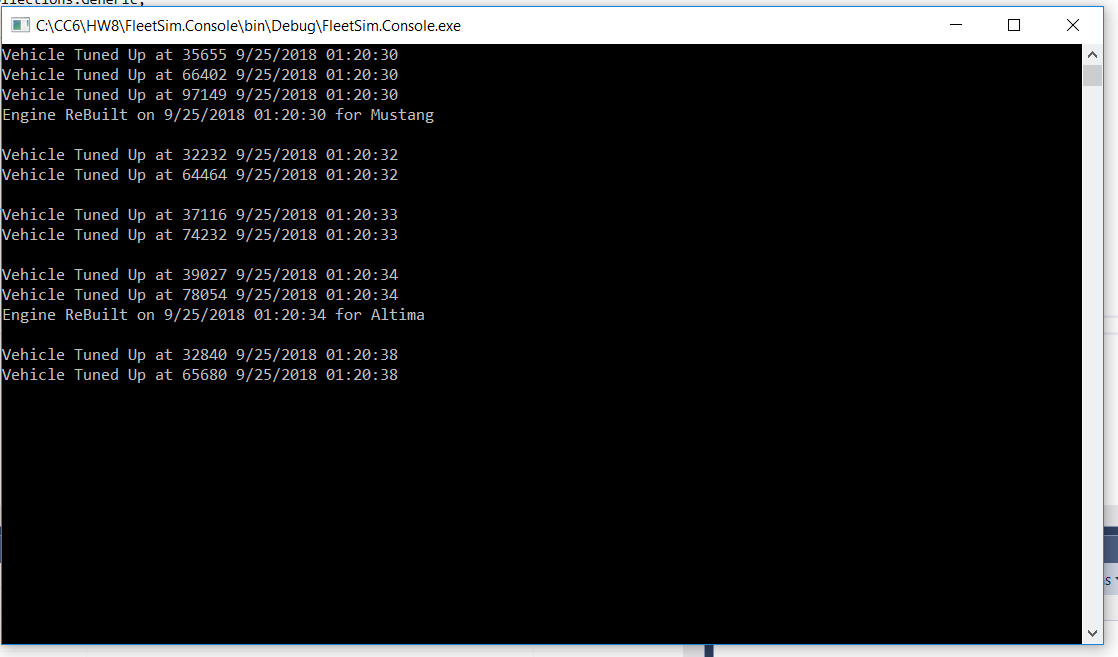 C:\CC6\HW8\FleetSim.Console\bin\Debug\FleetSim.Console.exe
Vehicle Tuned Up at 35655 9/25/2018 01:20:30
Vehicle Tuned Up at 66402 9/25/2018 01:20:30
Vehicle Tuned Up at 97149 9/25/2018 01:20:30
Engine ReBuilt on 9/25/2018 01:20:30 for Mustang
Vehicle Tuned Up at 32232 9/25/2018 01:20:32
Vehicle Tuned Up at 64464 9/25/2018 01:20:32
Vehicle Tuned Up at 37116 9/25/2018 01:20:33
Vehicle Tuned Up at 74232 9/25/2018 01:20:33
Vehicle Tuned Up at 39027 9/25/2018 01:20:34
Vehicle Tuned Up at 78054 9/25/2018 01:20:34
Engine ReBuilt on 9/25/2018 01:20:34 for Altima
Vehicle Tuned Up at 32840 9/25/2018 01:20:38
Vehicle Tuned Up at 65680 9/25/2018 01:20:38